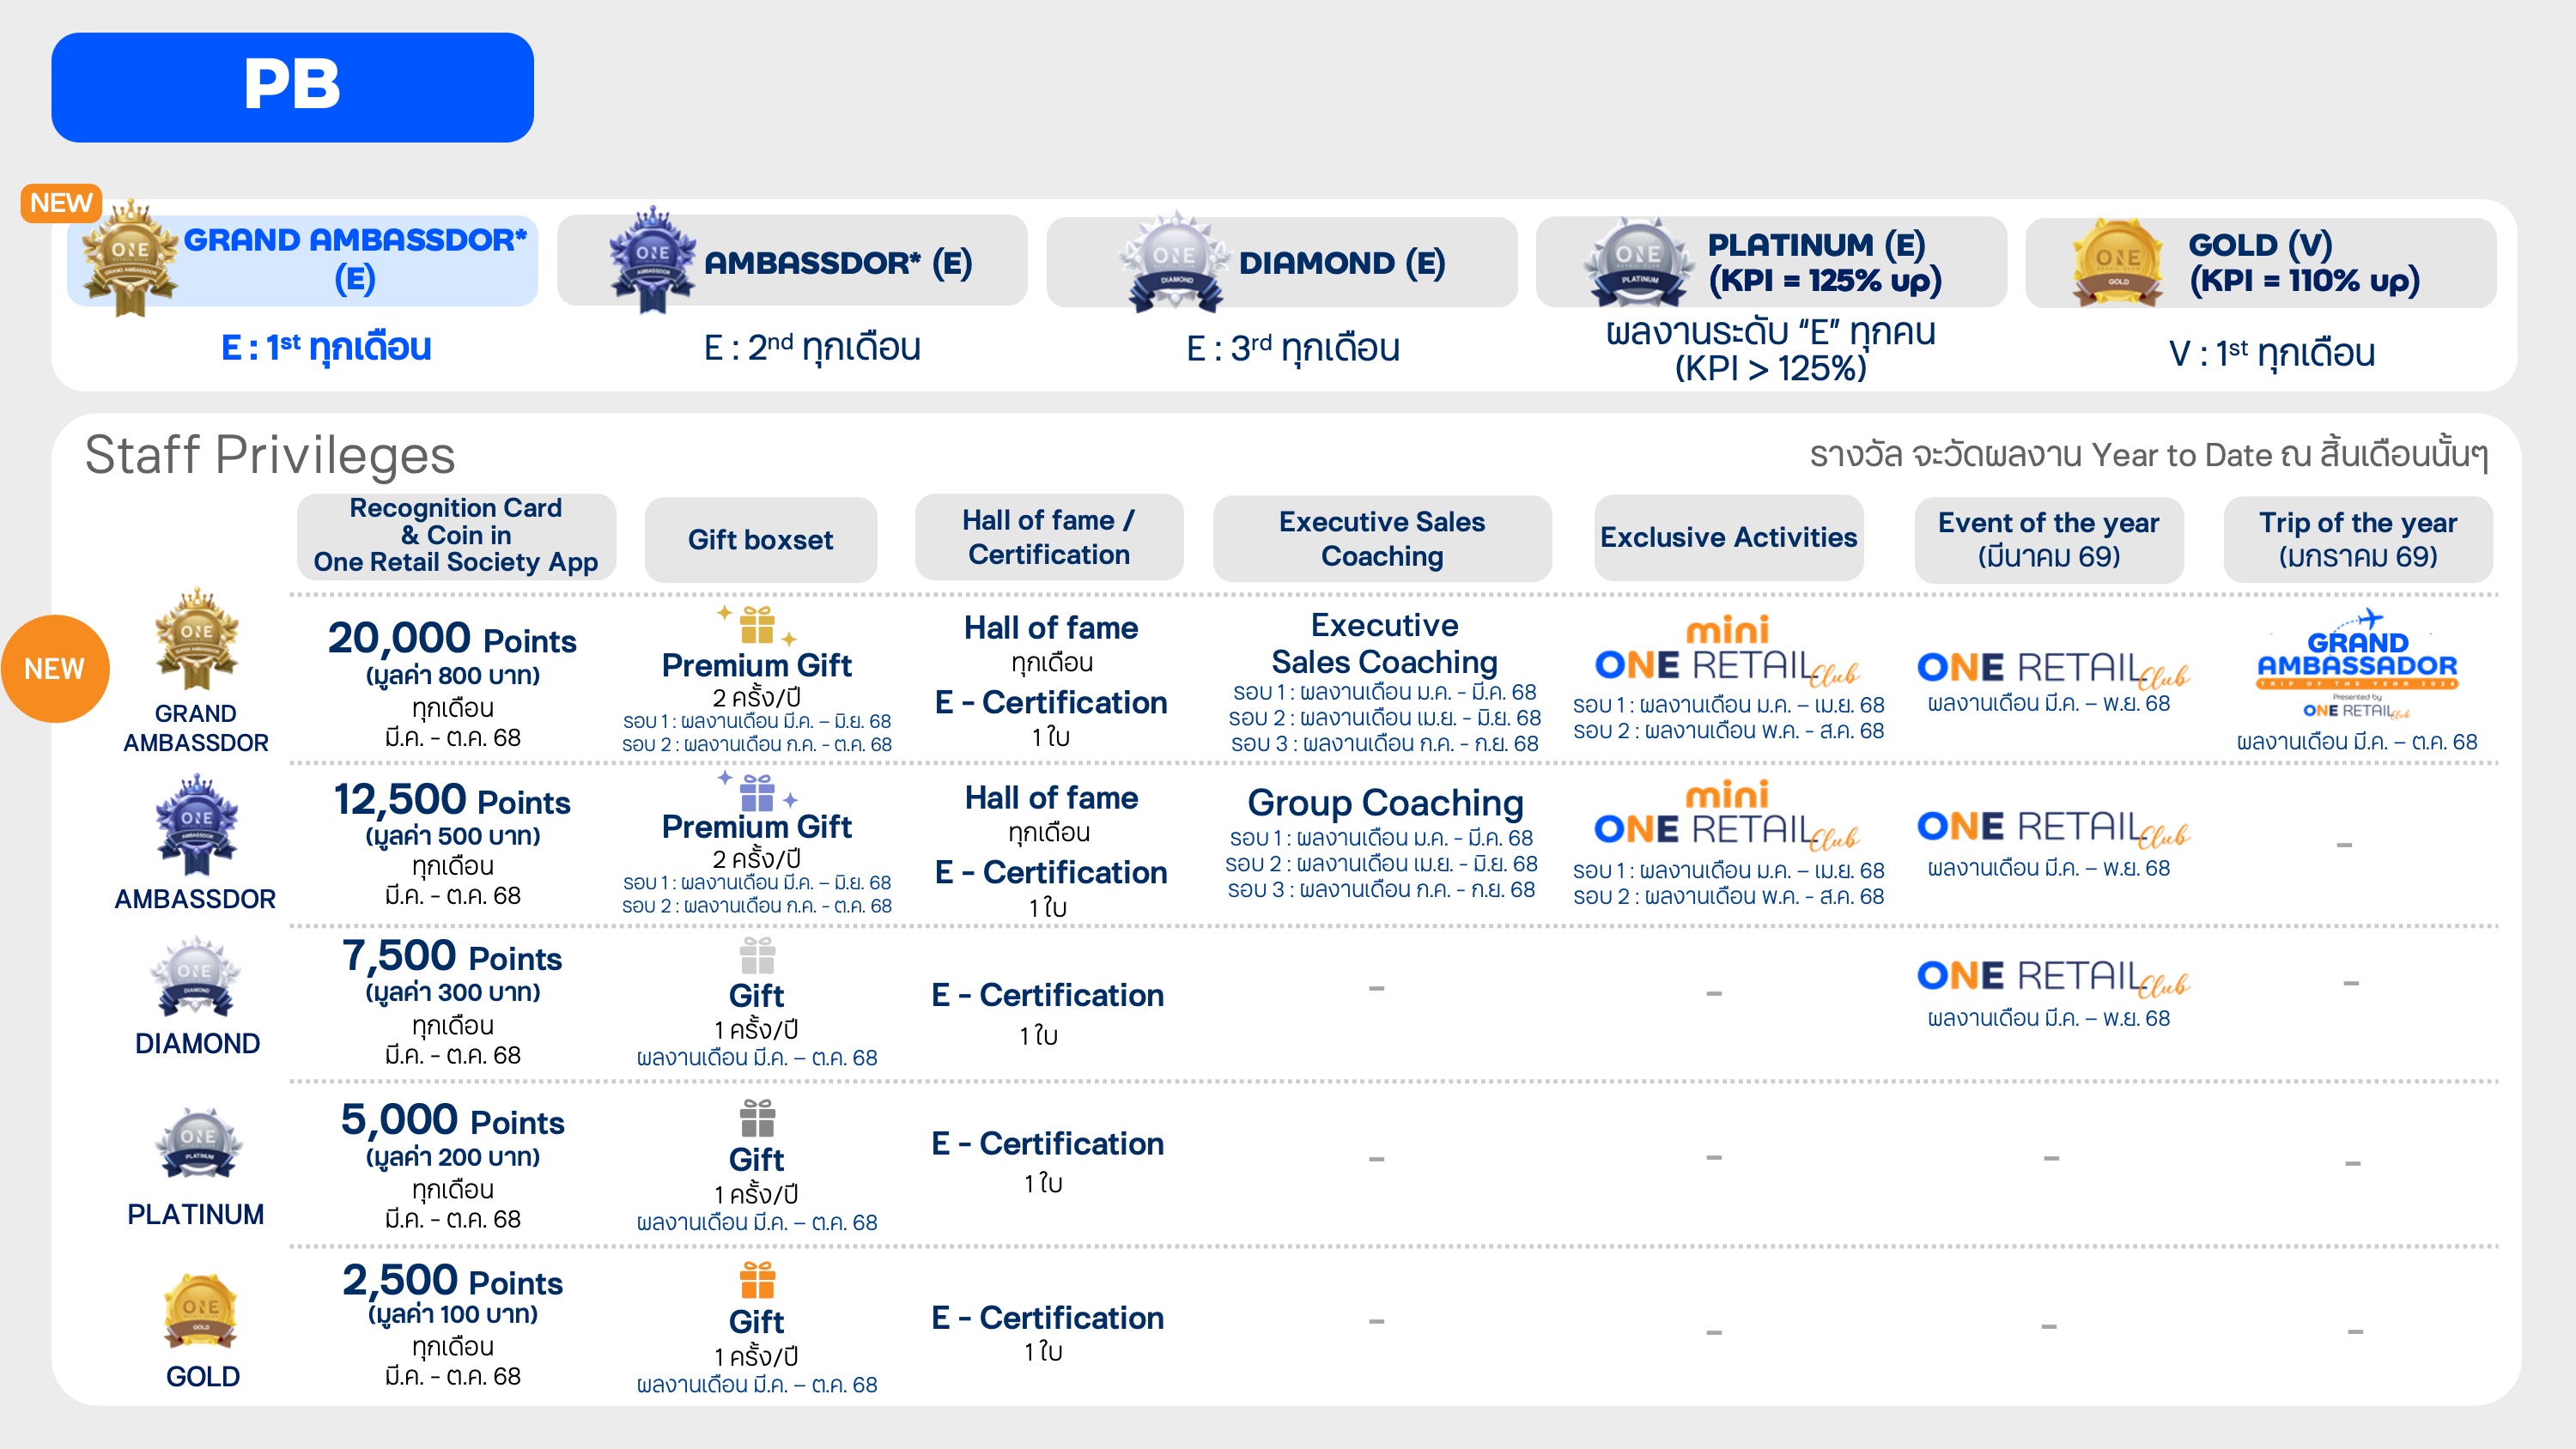 PB
NEW
GRAND AMBASSDOR*
(E)
E : 1st ทุกเดือน
AMBASSDOR* (E)
E : 2nd ทุกเดือน
DIAMOND (E)
E : 3rd ทุกเดือน
PLATINUM (E)
(KPI = 125% up)
ผลงานระดับ “E” ทุกคน
(KPI > 125%)
GOLD (V)
(KPI = 110% up)
V : 1st ทุกเดือน
Staff Privileges
รางวัล จะวัดผลงาน Year to Date ณ สิ้นเดือนนั้นๆ
Recognition Card
& Coin in
One Retail Society App
Gift boxset
Hall of fame /
Certification
Executive Sales
Coaching
Exclusive Activities
Event of the year
(มีนาคม 69)
Trip of the year
(มกราคม 69)
NEW
GRAND
AMBASSDOR
20,000 Points
(มูลค่า 800 บาท)
ทุกเดือน
มี.ค. - ต.ค. 68
Premium Gift
2 ครั้ง/ปี
รอบ 1 : ผลงานเดือน มี.ค. – มิ.ย. 68
รอบ 2 : ผลงานเดือน ก.ค. - ต.ค. 68
Hall of fame
ทุกเดือน
E - Certification
1 ใบ
Executive
Sales Coaching
รอบ 1 : ผลงานเดือน ม.ค. - มี.ค. 68
รอบ 2 : ผลงานเดือน เม.ย. - มิ.ย. 68
รอบ 3 : ผลงานเดือน ก.ค. - ก.ย. 68
mini
ONE RETAIL Club
รอบ 1 : ผลงานเดือน ม.ค. – เม.ย. 68
รอบ 2 : ผลงานเดือน พ.ค. - ส.ค. 68
ONE RETAIL Club
ผลงานเดือน มี.ค. – พ.ย. 68
GRAND
AMBASSADOR
TRIP OF THE YEAR 2024
Presented by
ONE RETAIL Club
ผลงานเดือน มี.ค. – ต.ค. 68
AMBASSDOR
12,500 Points
(มูลค่า 500 บาท)
ทุกเดือน
มี.ค. - ต.ค. 68
Premium Gift
2 ครั้ง/ปี
รอบ 1 : ผลงานเดือน มี.ค. – มิ.ย. 68
รอบ 2 : ผลงานเดือน ก.ค. - ต.ค. 68
Hall of fame
ทุกเดือน
E - Certification
1 ใบ
Group Coaching
รอบ 1 : ผลงานเดือน ม.ค. - มี.ค. 68
รอบ 2 : ผลงานเดือน เม.ย. - มิ.ย. 68
รอบ 3 : ผลงานเดือน ก.ค. - ก.ย. 68
mini
ONE RETAIL Club
รอบ 1 : ผลงานเดือน ม.ค. – เม.ย. 68
รอบ 2 : ผลงานเดือน พ.ค. - ส.ค. 68
ONE RETAIL Club
ผลงานเดือน มี.ค. – พ.ย. 68
-
DIAMOND
7,500 Points
(มูลค่า 300 บาท)
ทุกเดือน
มี.ค. - ต.ค. 68
Gift
1 ครั้ง/ปี
ผลงานเดือน มี.ค. – ต.ค. 68
E - Certification
1 ใบ
-
-
ONE RETAIL Club
ผลงานเดือน มี.ค. – พ.ย. 68
-
PLATINUM
5,000 Points
(มูลค่า 200 บาท)
ทุกเดือน
มี.ค. - ต.ค. 68
Gift
1 ครั้ง/ปี
ผลงานเดือน มี.ค. – ต.ค. 68
E - Certification
1 ใบ
-
-
-
-
GOLD
2,500 Points
(มูลค่า 100 บาท)
ทุกเดือน
มี.ค. - ต.ค. 68
Gift
1 ครั้ง/ปี
ผลงานเดือน มี.ค. – ต.ค. 68
E - Certification
1 ใบ
-
-
-
-